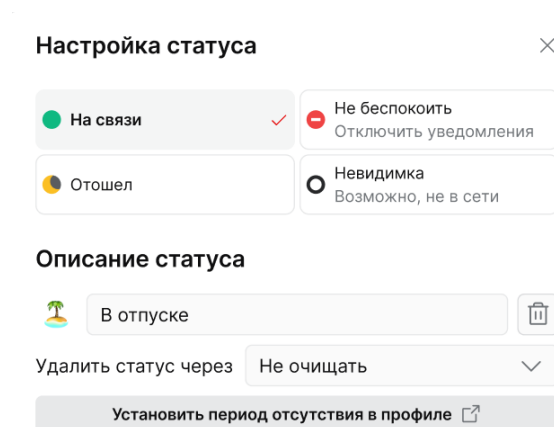 Настройка статуса
На связи
Не беспокоить
Отключить уведомления
Отошел
Невидимка
Возможно, не в сети
Описание статуса
В отпуске
Удалить статус через Не очищать
Установить период отсутствия в профиле